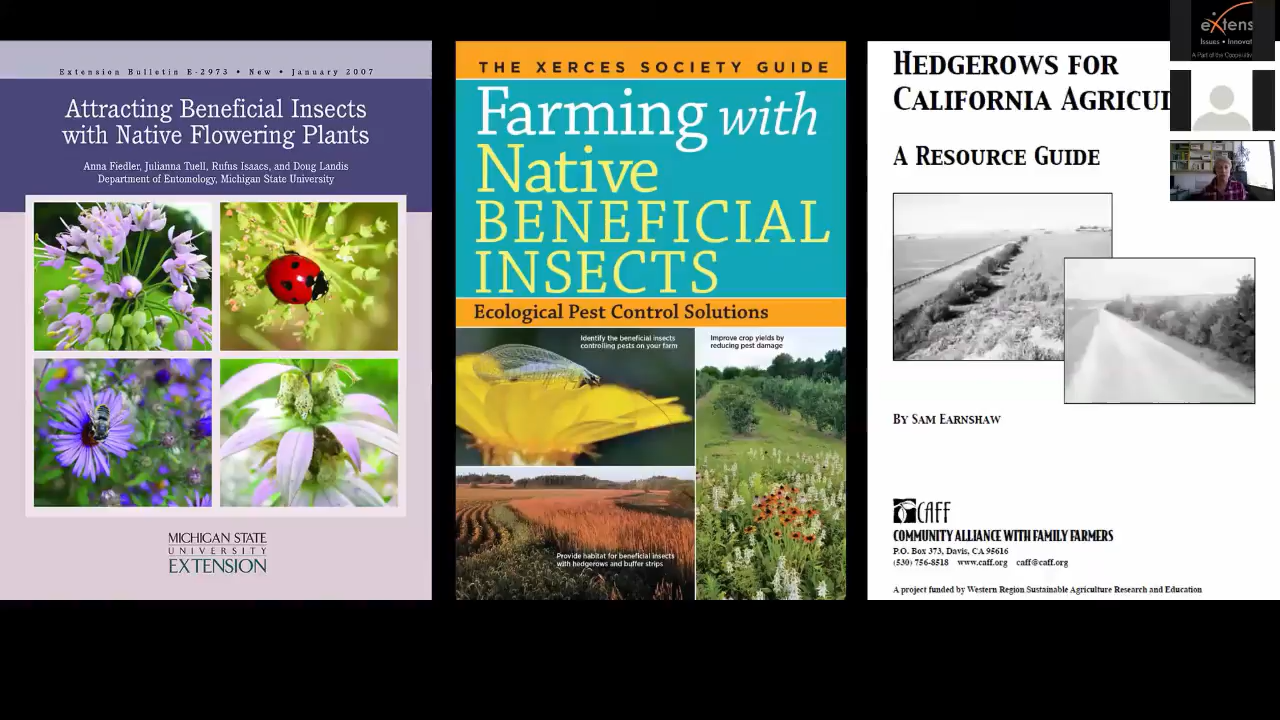 Extension Bulletin E-2973 • New • January 2007
Attracting Beneficial Insects
with Native Flowering Plants
Anna Fiedler, Julianna Tuell, Rufus Isaacs, and Doug Landis
Department of Entomology, Michigan State University
MICHIGAN STATE
UNIVERSITY
EXTENSION
THE XERCES SOCIETY GUIDE
Farming with
Native
BENEFICIAL
INSECTS
Ecological Pest Control Solutions
Identify the beneficial insects
controlling pests on your farm
Improve crop yields by
reducing pest damage
Provide habitat for beneficial insects
with hedgerows and buffer strips
HEDGEROWS FOR
CALIFORNIA AGRICUL
A RESOURCE GUIDE
BY SAM EARNSHAW
CAFF
COMMUNITY ALLIANCE WITH FAMILY FARMERS
P.O. Box 373, Davis, CA 95616
(530) 756-8518 www.caff.org caff@caff.org
A project funded by Western Region Sustainable Agriculture Research and Education
eXtens
Issues • Innovat
A Part of the Cooperative